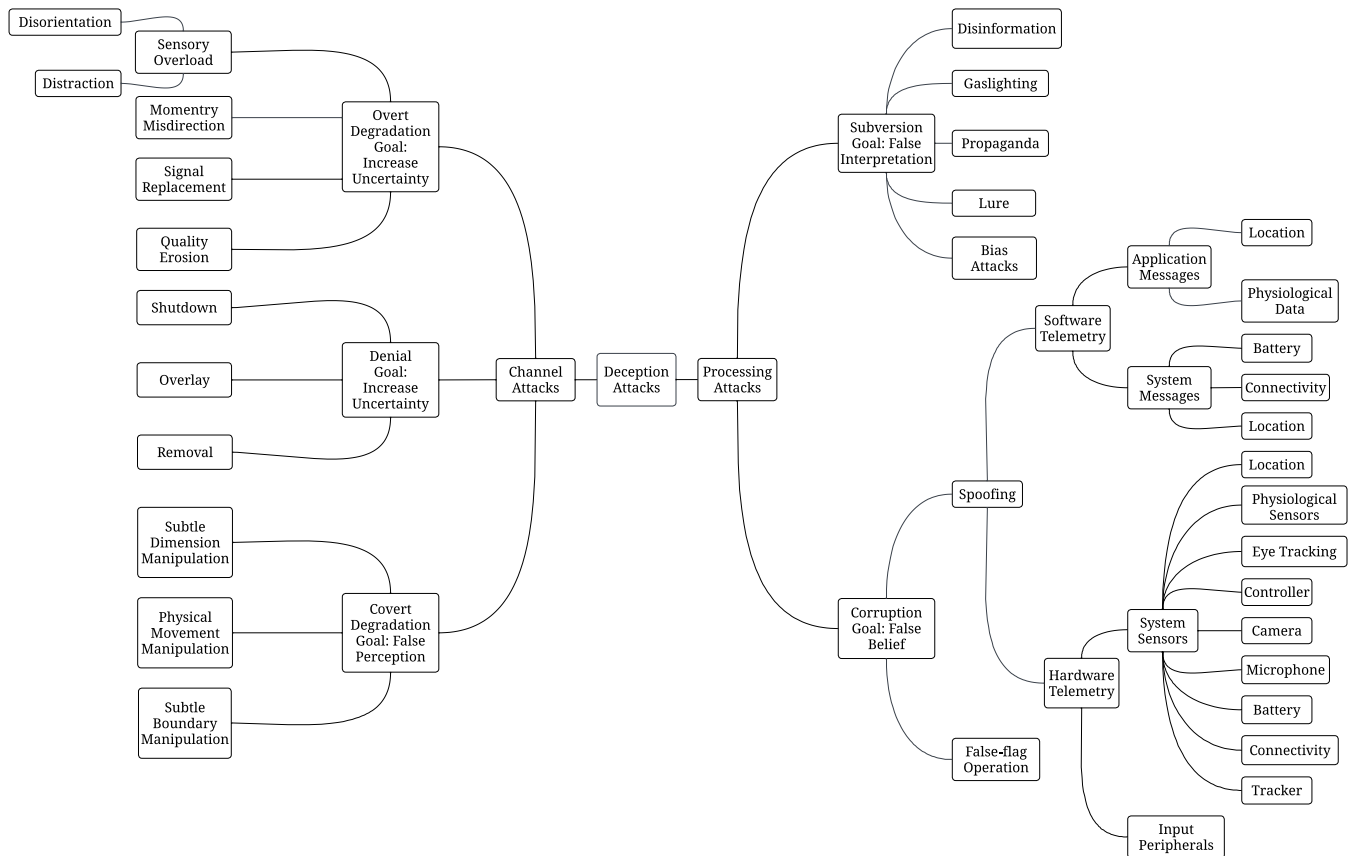 Disorientation
Sensory
Overload
Distraction
Momentry
Misdirection
Signal
Replacement
Quality
Erosion
Overt
Degradation
Goal:
Increase
Uncertainty
Shutdown
Overlay
Removal
Denial
Goal:
Increase
Uncertainty
Subtle
Dimension
Manipulation
Physical
Movement
Manipulation
Subtle
Boundary
Manipulation
Covert
Degradation
Goal: False
Perception
Channel
Attacks
Deception
Attacks
Processing
Attacks
Subversion
Goal: False
Interpretation
Disinformation
Gaslighting
Propaganda
Lure
Bias
Attacks
Corruption
Goal: False
Belief
Spoofing
False-flag
Operation
Software
Telemetry
Application
Messages
Location
Physiological
Data
System
Messages
Battery
Connectivity
Location
Hardware
Telemetry
System
Sensors
Location
Physiological
Sensors
Eye Tracking
Controller
Camera
Microphone
Battery
Connectivity
Tracker
Input
Peripherals